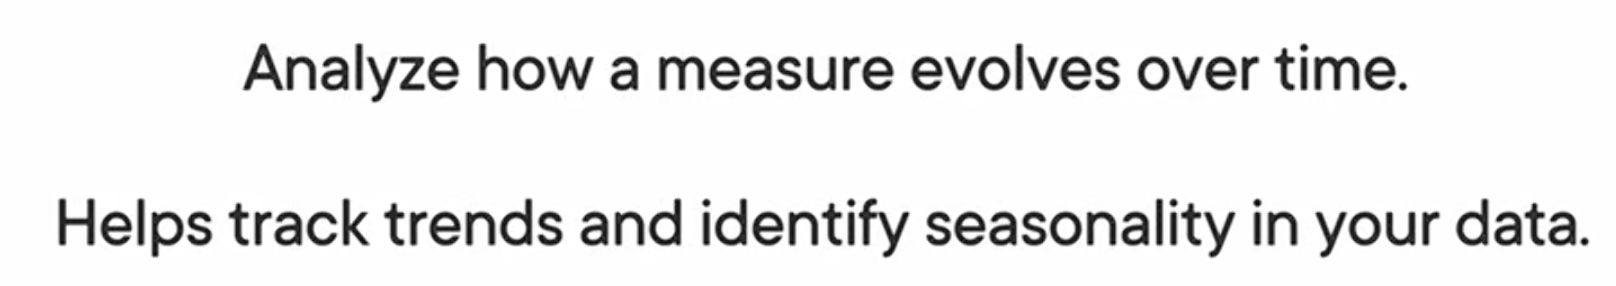 Analyze how a measure evolves over time.
Helps track trends and identify seasonality in your data.